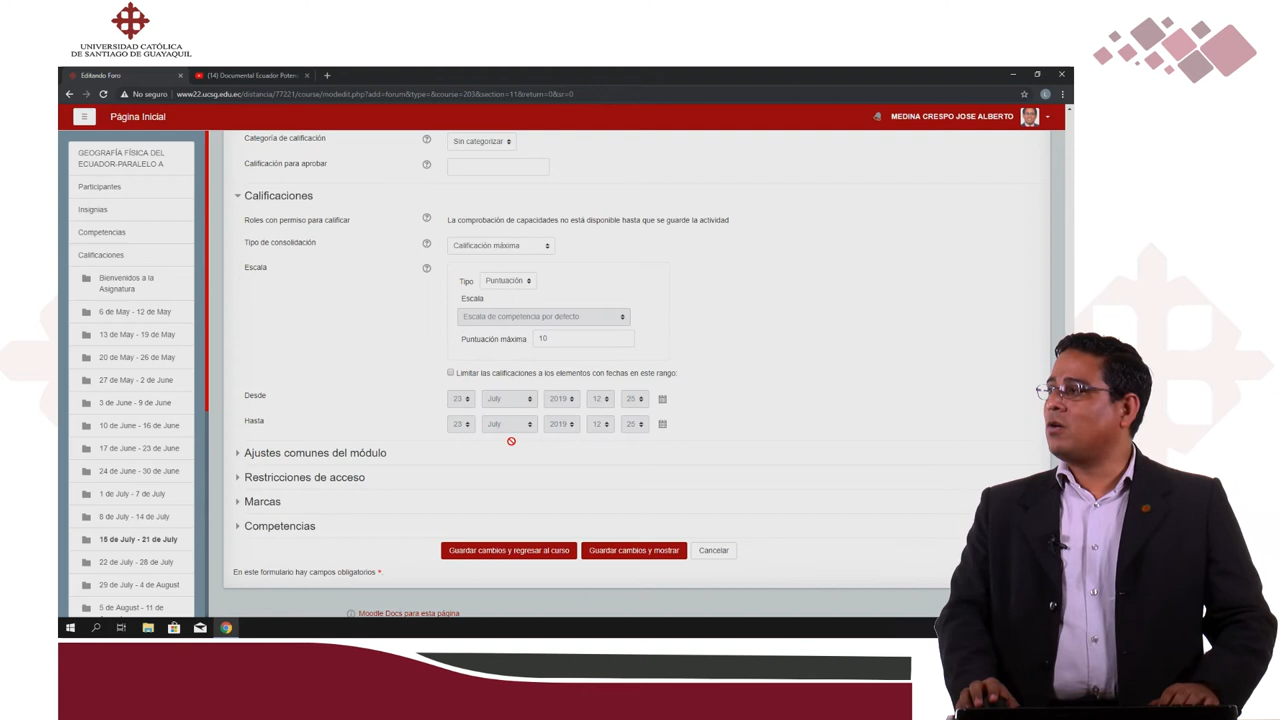 UNIVERSIDAD CATÓLICA
DE SANTIAGO DE GUAYAQUIL
Editando Foro
(14) Documental Ecuador Poten
No seguro
www22.ucsg.edu.ec/distancia/77221/course/modedit.php?add=forum&type=&course=203&section=11&return=0&sr=0
Página Inicial
MEDINA CRESPO JOSE ALBERTO
GEOGRAFÍA FÍSICA DEL
ECUADOR-PARALELO A
Participantes
Insignias
Competencias
Calificaciones
Bienvenidos a la
Asignatura
6 de May - 12 de May
13 de May - 19 de May
20 de May - 26 de May
27 de May - 2 de June
3 de June - 9 de June
10 de June - 16 de June
17 de June - 23 de June
24 de June - 30 de June
1 de July - 7 de July
8 de July - 14 de July
15 de July - 21 de July
22 de July - 28 de July
29 de July - 4 de August
5 de August - 11 de
Categoría de calificación
Sin categorizar
Calificación para aprobar
Calificaciones
Roles con permiso para calificar
La comprobación de capacidades no está disponible hasta que se guarde la actividad
Tipo de consolidación
Calificación máxima
Escala
Tipo
Puntuación
Escala
Escala de competencia por defecto
Puntuación máxima
10
Limitar las calificaciones a los elementos con fechas en este rango:
Desde
23 July 2019 12 25
Hasta
23 July 2019 12 25
Ajustes comunes del módulo
Restricciones de acceso
Marcas
Competencias
Guardar cambios y regresar al curso
Guardar cambios y mostrar
Cancelar
En este formulario hay campos obligatorios *.
Moodle Docs para esta página